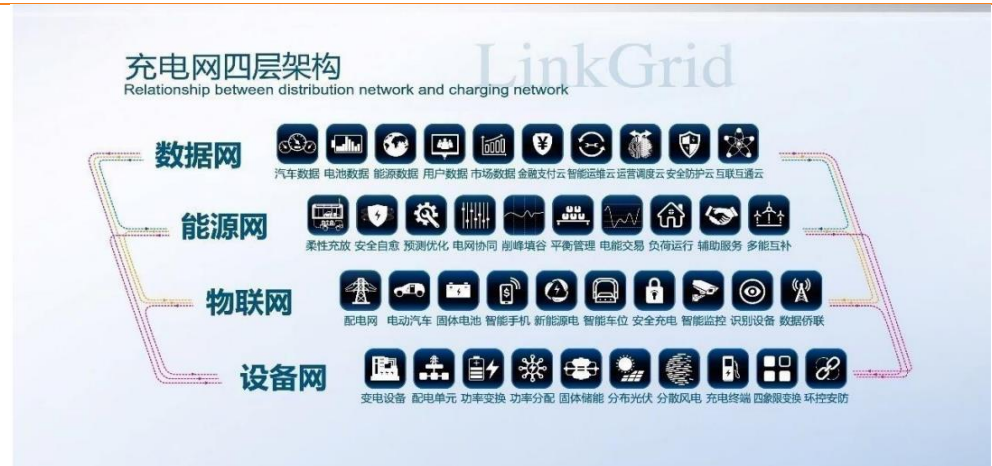 充电网四层架构
LinkGrid
Relationship between distribution network and charging network
数据网
汽车数据 电池数据 能源数据 用户数据 市场数据 金融支付云 智能运维云 运营调度云 安全防护云 互联互通云
能源网
柔性充放 安全自愈 预测优化 电网协同 削峰填谷 平衡管理 电能交易 负荷运行 辅助服务 多能互补
物联网
配电网 电动汽车 固体电池 智能手机 新能源电 智能车位 安全充电 智能监控 识别设备 数据侨联
设备网
变电设备 配电单元 功率变换 功率分配 固体储能 分布光伏 分散风电 充电终端 四象限变换 环控安防